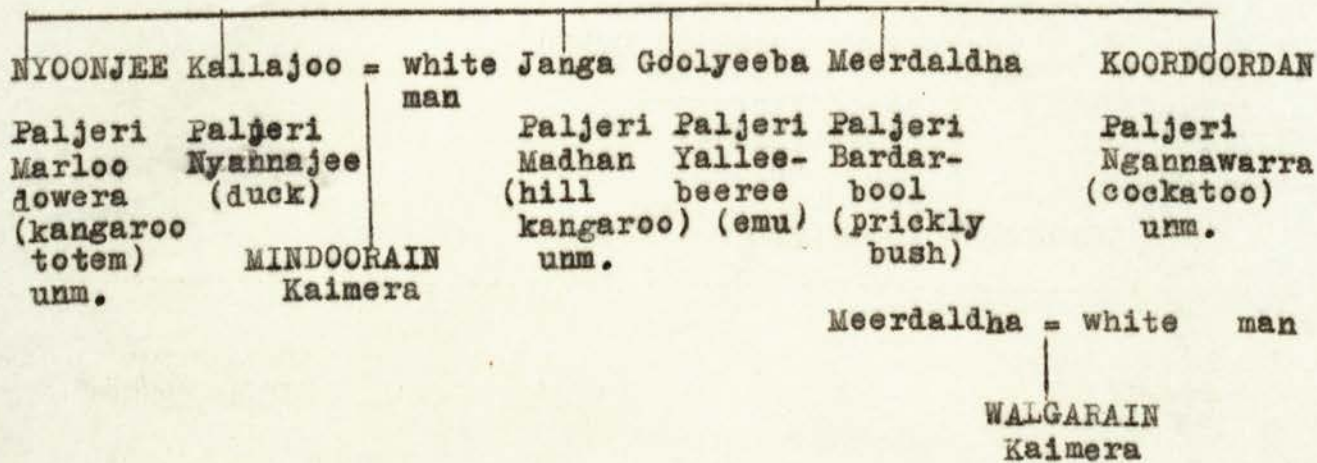 NYOONJEE Kallajoo = white Janga Goolyeeba Meerdaldha KOORDOORDAN
man
Paljeri Paljeri Paljeri Paljeri Paljeri Paljeri
Marloo Nyannajee Madhan Yallee- Bardar- Ngannawarra
dowera (duck) (hill beeree bool (cockatoo)
(kangaroo kangaroo) (emu) (prickly unm.
totem) MINDOORAIN unm. bush)
unm. Kaimera
Meerdaldha = white man
WALGARAIN
Kaimera